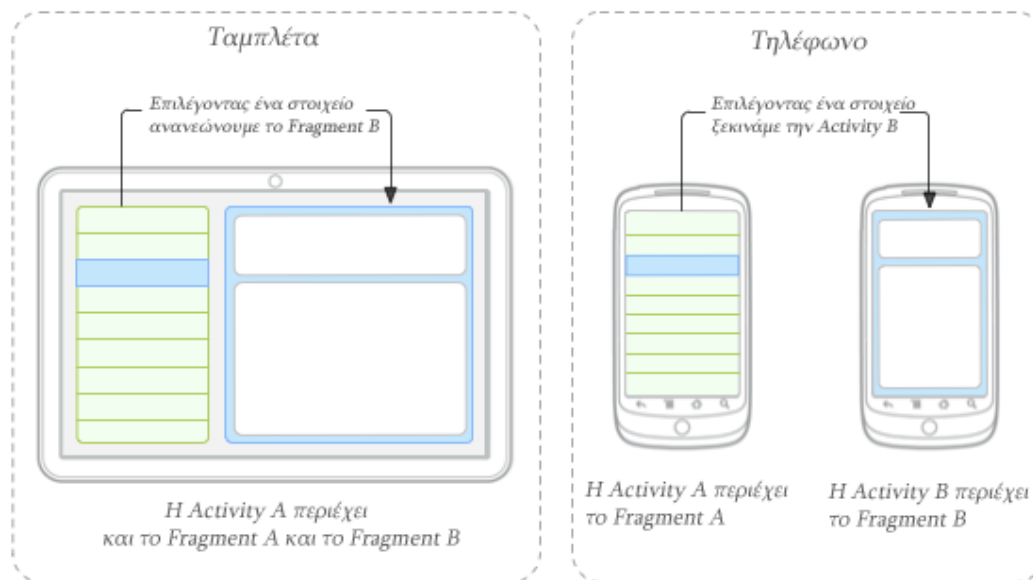 Ταμπλέτα
Επιλέγοντας ένα στοιχείο
ανανεώνουμε το Fragment B
Η Activity A περιέχει
και το Fragment A και το Fragment B
Τηλέφωνο
Επιλέγοντας ένα στοιχείο
ξεκινάμε την Activity B
Η Activity A περιέχει
το Fragment A
Η Activity B περιέχει
το Fragment B